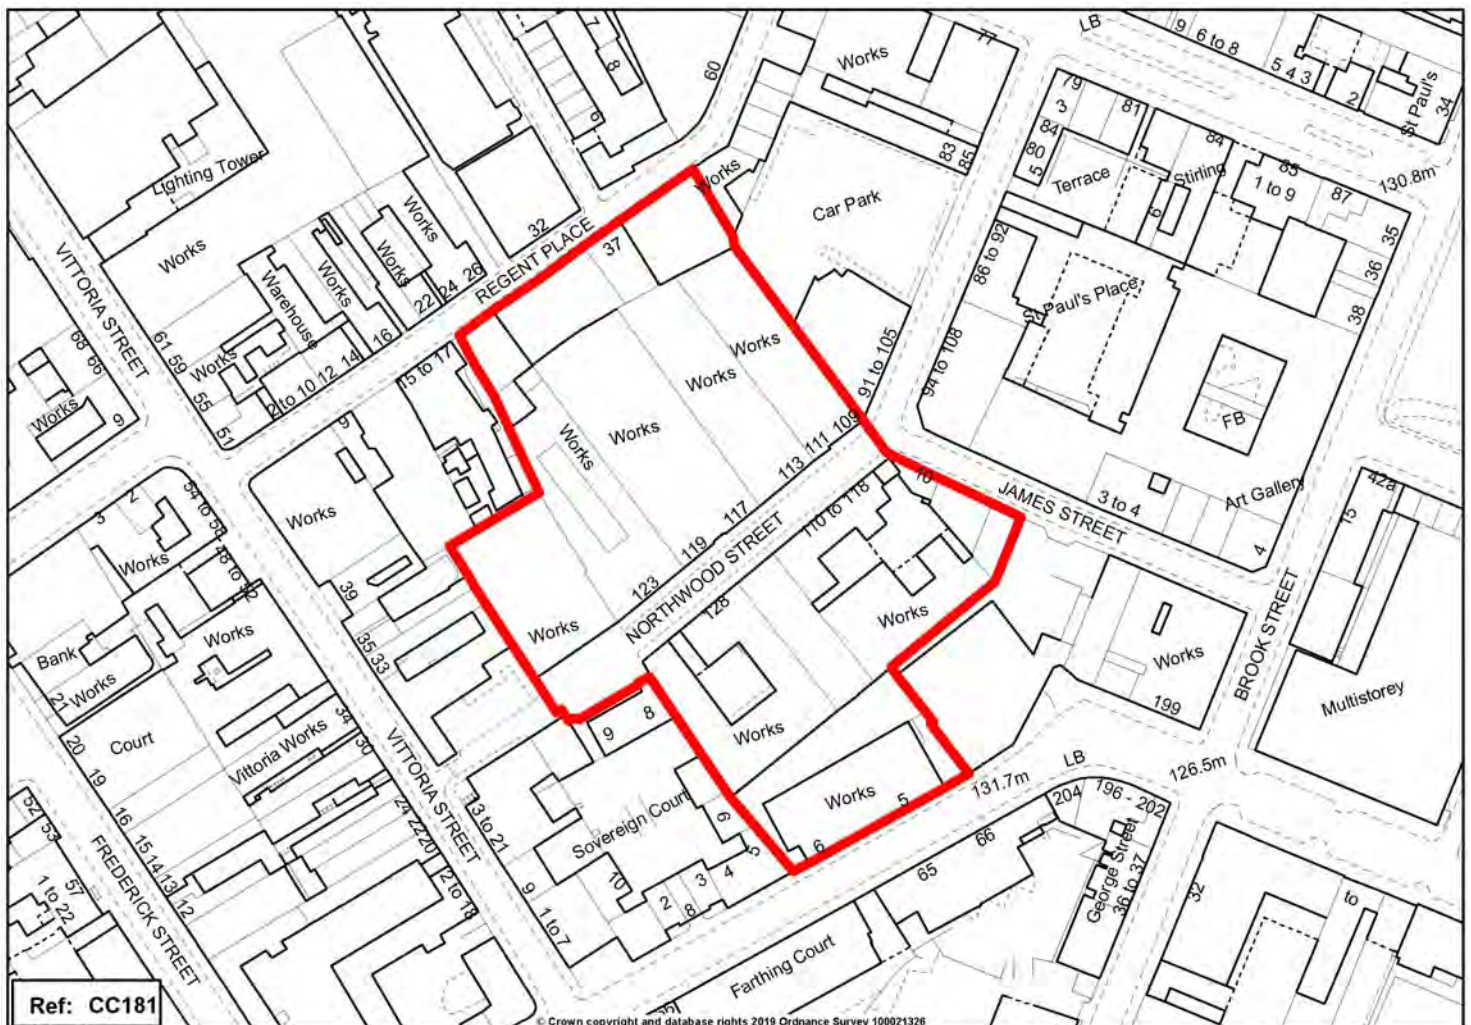 LB
9
6 to 8
5 4 3
2
St Paul's
34
7
8
6
60
Works
77
79
3
81
84
80
5
83
85
84
Terrace
Stirling
85
1 to 9
87
130.8m
35
36
38
9
Lighting Tower
Works
Works
Works
32
REGENT PLACE
37
Works
Car Park
86 to 92
St Paul's Place
94 to 108
91 to 105
FB
VITTORIA STREET
68
66
61
59
55
51
Works
Warehouse
Works
22
24
26
16
14
12
2 to 10
15 to 17
Works
9
9
Works
Works
Works
Works
Works
109
111
113
117
119
123
NORTHWOOD STREET
110 to 118
10
JAMES STREET
3 to 4
Art Gallery
4
42a
15
3
2
54 to 58
Works
Works
39
35
33
Works
128
Works
Works
199
BROOK STREET
Multistorey
Bank
Works
21
Works
20
Court
19
16
15
14
13
12
Vittoria Works
34
30
24
22
20
VITTORIA STREET
9
8
Works
Works
5
6
131.7m
LB
126.5m
13 to 21
Sovereign Court
6
5
4
3
2
8
10
9
1 to 7
204
196 - 202
66
65
George Street
36 to 37
32
to
Farthing Court
52
53
57
1 to 22
FREDERICK STREET
12 to 18
Ref: CC181
© Crown copyright and database rights 2019 Ordnance Survey 100021326